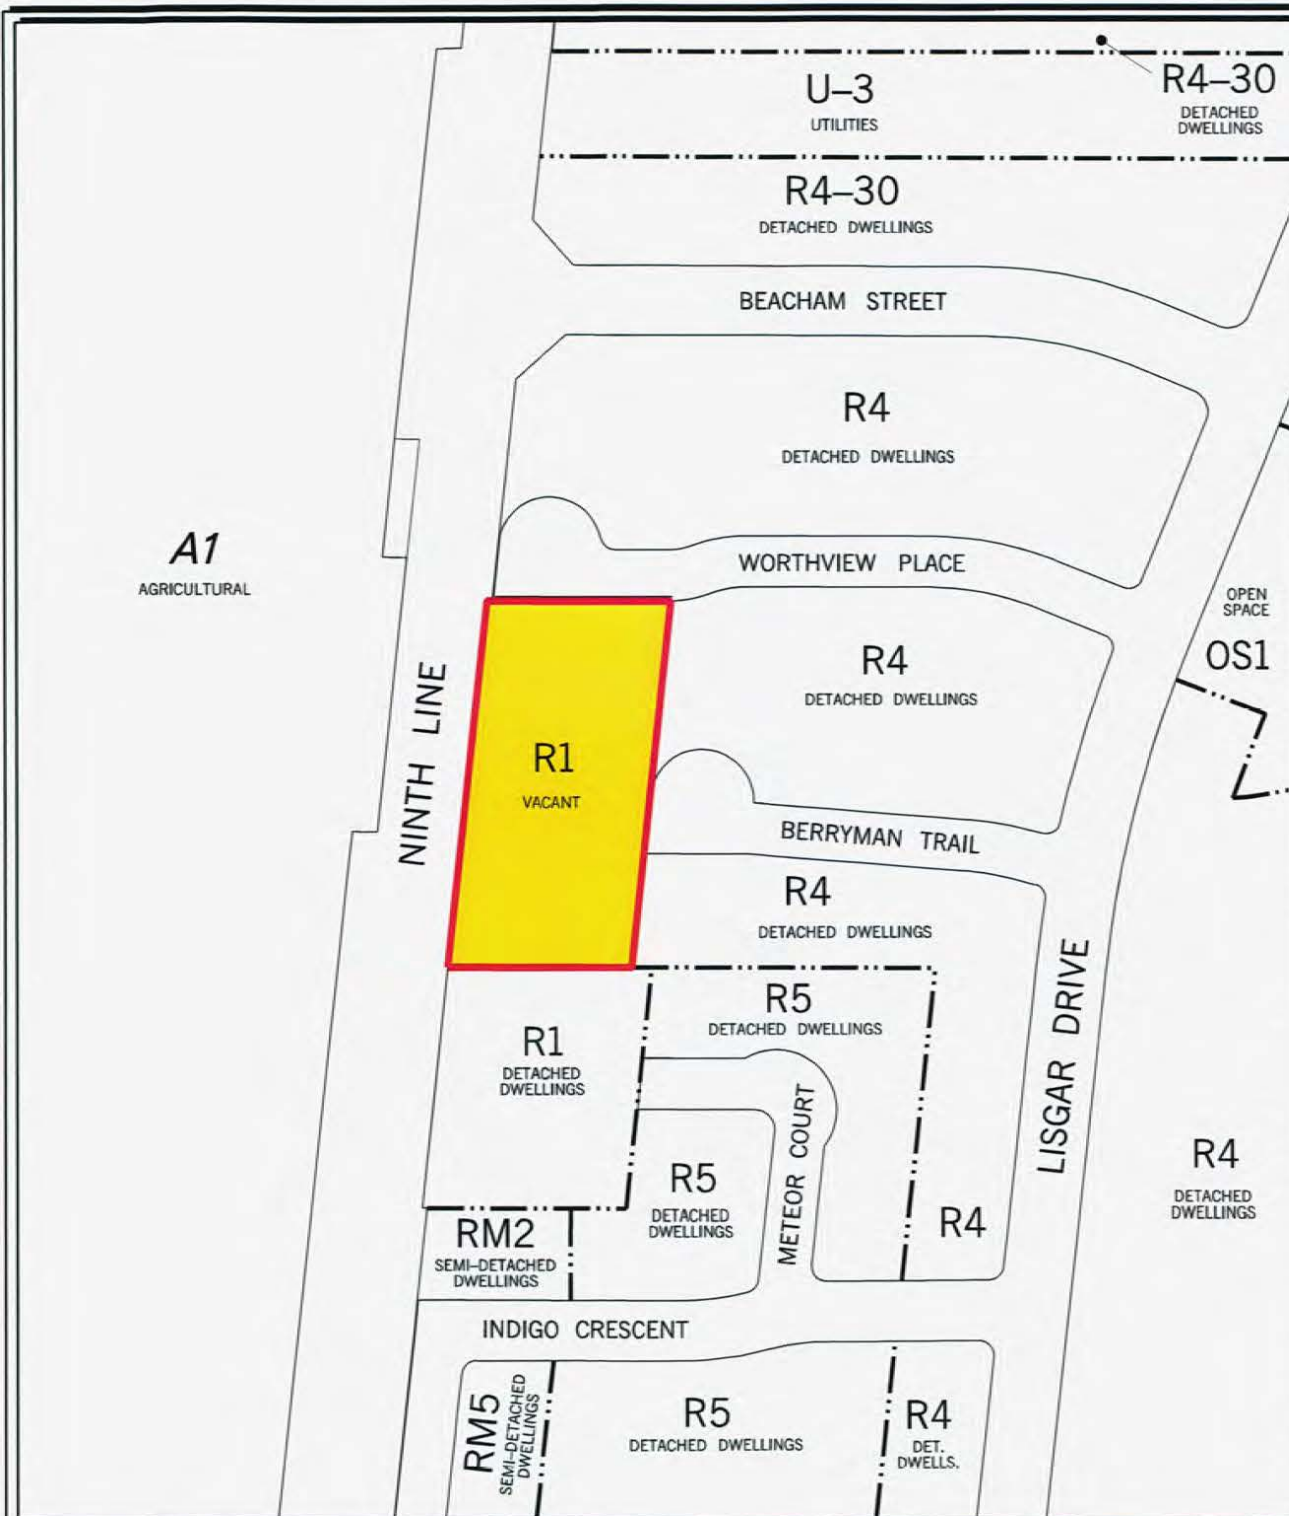 U–3
UTILITIES
R4–30
DETACHED
DWELLINGS
R4–30
DETACHED DWELLINGS
BEACHAM STREET
R4
DETACHED DWELLINGS
A1
AGRICULTURAL
WORTHVIEW PLACE
OPEN
SPACE
OS1
R4
DETACHED DWELLINGS
NINTH LINE
R1
VACANT
BERRYMAN TRAIL
R4
DETACHED DWELLINGS
R5
DETACHED DWELLINGS
LISGAR DRIVE
R1
DETACHED
DWELLINGS
METEOR COURT
R5
DETACHED
DWELLINGS
R4
R4
DETACHED
DWELLINGS
RM2
SEMI–DETACHED
DWELLINGS
INDIGO CRESCENT
RM5
SEMI–DETACHED
DWELLINGS
R5
DETACHED DWELLINGS
R4
DET.
DWELLS.